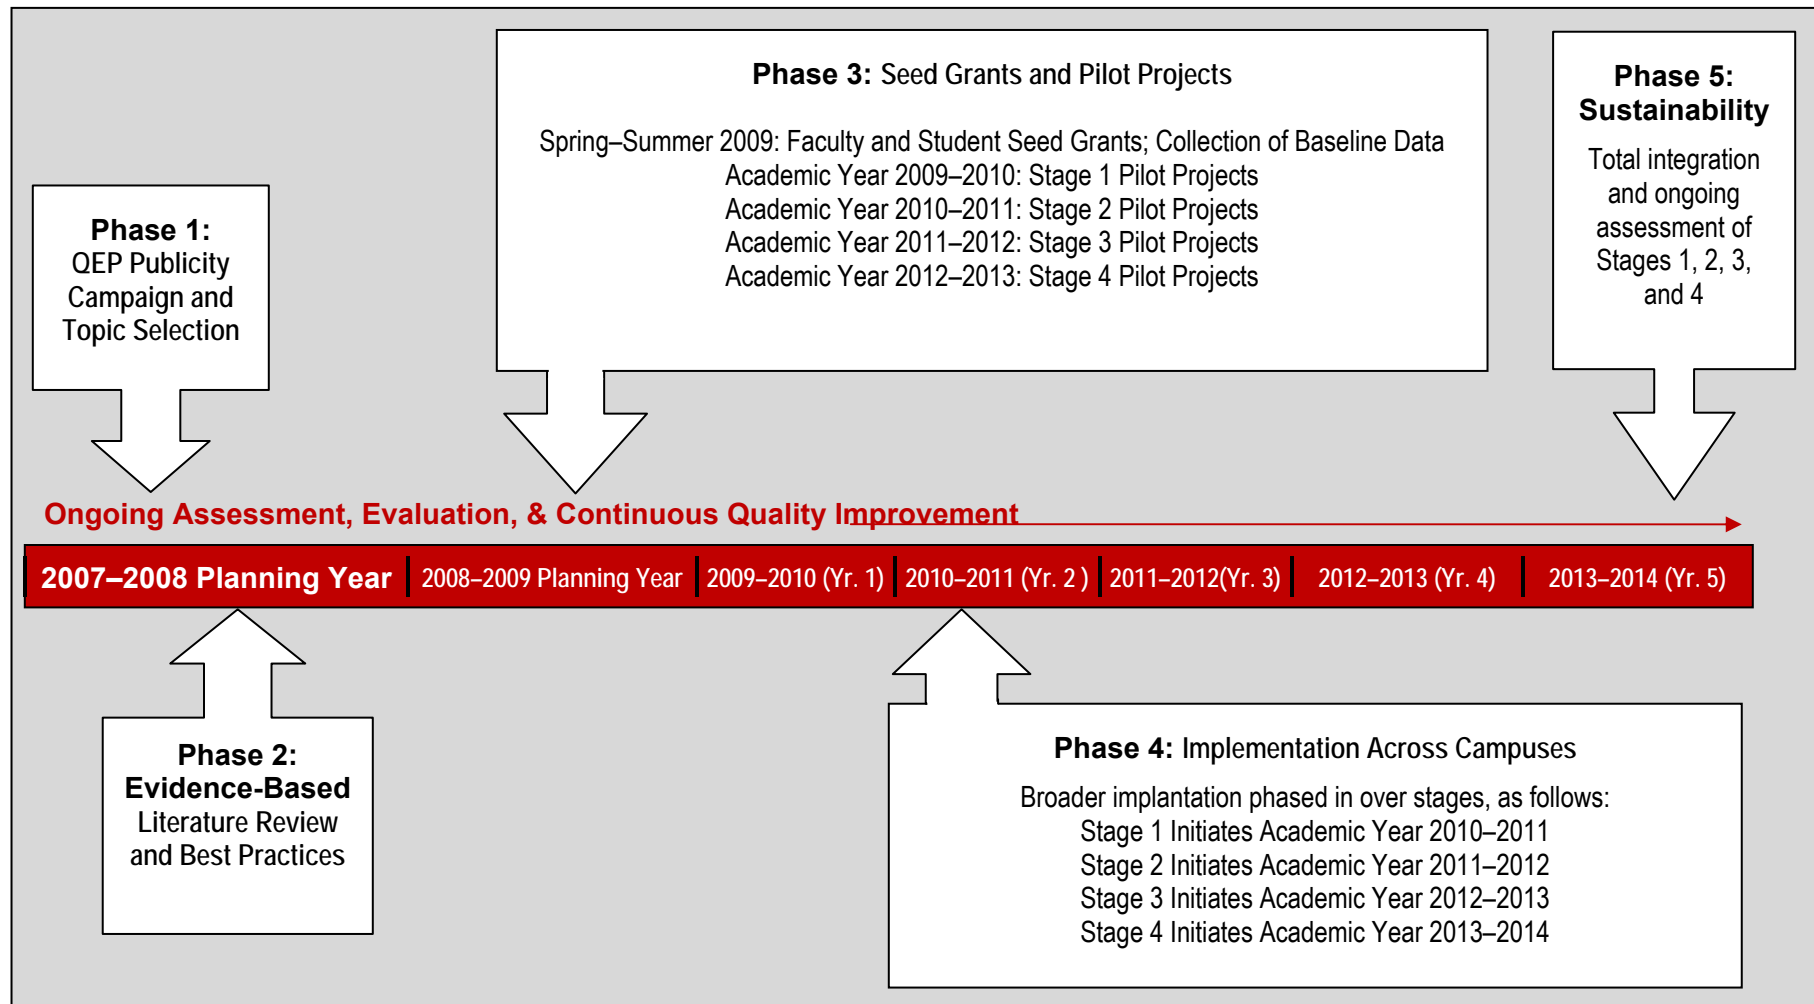 Phase 1:
QEP Publicity
Campaign and
Topic Selection
Phase 3: Seed Grants and Pilot Projects
Spring–Summer 2009: Faculty and Student Seed Grants; Collection of Baseline Data
Academic Year 2009–2010: Stage 1 Pilot Projects
Academic Year 2010–2011: Stage 2 Pilot Projects
Academic Year 2011–2012: Stage 3 Pilot Projects
Academic Year 2012–2013: Stage 4 Pilot Projects
Phase 5:
Sustainability
Total integration
and ongoing
assessment of
Stages 1, 2, 3,
and 4
Ongoing Assessment, Evaluation, & Continuous Quality Improvement
2007–2008 Planning Year 2008–2009 Planning Year 2009–2010 (Yr. 1) 2010–2011 (Yr. 2 ) 2011–2012(Yr. 3) 2012–2013 (Yr. 4) 2013–2014 (Yr. 5)
Phase 2:
Evidence-Based
Literature Review
and Best Practices
Phase 4: Implementation Across Campuses
Broader implantation phased in over stages, as follows:
Stage 1 Initiates Academic Year 2010–2011
Stage 2 Initiates Academic Year 2011–2012
Stage 3 Initiates Academic Year 2012–2013
Stage 4 Initiates Academic Year 2013–2014